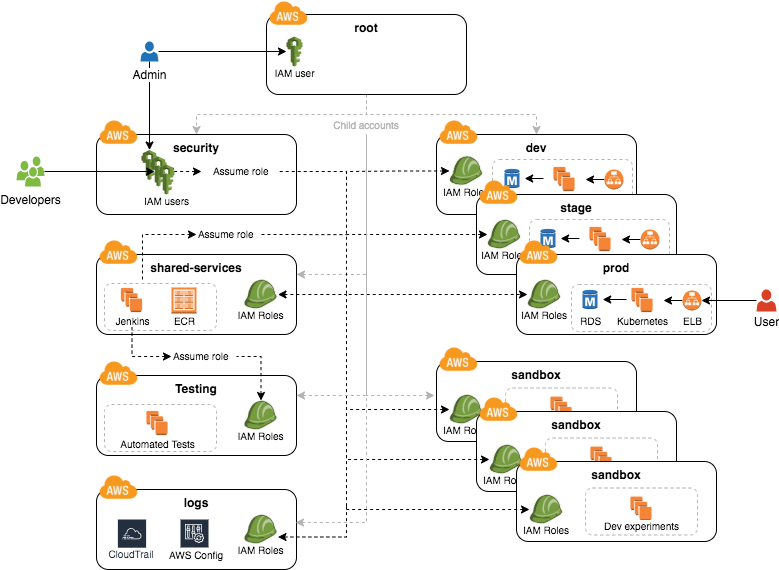 AWS
root
IAM user
Admin
Child accounts
AWS
security
Assume role
IAM users
Developers
AWS
dev
IAM Roles
AWS
stage
IAM Roles
Assume role
AWS
shared-services
Jenkins
ECR
IAM Roles
AWS
prod
IAM Roles
RDS
Kubernetes
ELB
User
Assume role
AWS
Testing
Automated Tests
IAM Roles
AWS
sandbox
IAM Roles
AWS
sandbox
IAM Roles
AWS
sandbox
IAM Roles
Dev experiments
AWS
logs
CloudTrail
AWS Config
IAM Roles